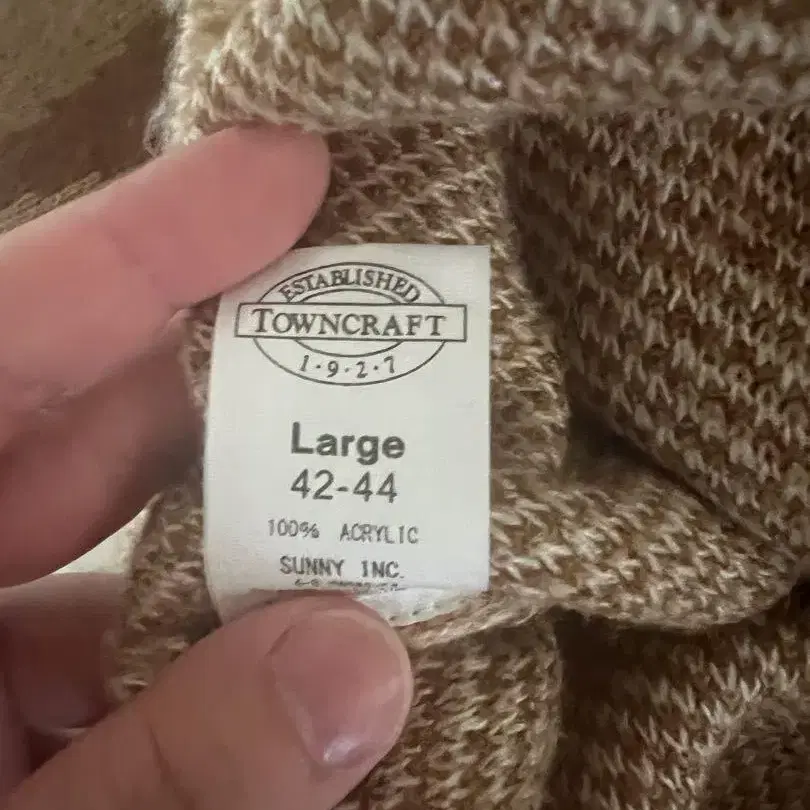 ESTABLISHED
TOWNCRAFT
1·9·2·7
Large
42-44
100% ACRYLIC
SUNNY INC.